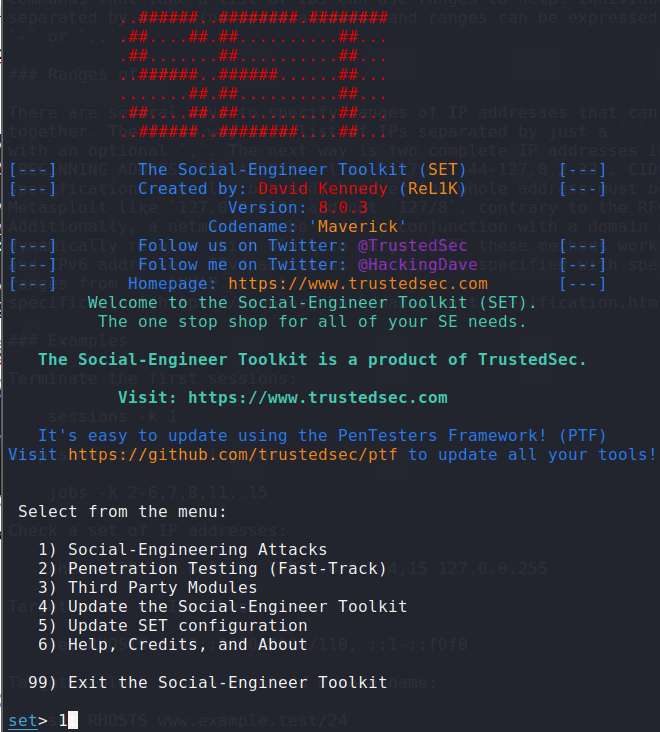 ..######..########.########
.##....##.##..........##...
.##.......##..........##...
..######..######......##...
.......##.##..........##...
.##....##.##..........##...
..######..########....##...
[---] The Social-Engineer Toolkit (SET) [---]
[---] Created by: David Kennedy (ReL1K) [---]
Version: 8.0.3
Codename: 'Maverick'
[---] Follow us on Twitter: @TrustedSec [---]
[---] Follow me on Twitter: @HackingDave [---]
[---] Homepage: https://www.trustedsec.com [---]
Welcome to the Social-Engineer Toolkit (SET).
The one stop shop for all of your SE needs.
The Social-Engineer Toolkit is a product of TrustedSec.
Visit: https://www.trustedsec.com
It's easy to update using the PenTesters Framework! (PTF)
Visit https://github.com/trustedsec/ptf to update all your tools!
Select from the menu:
1) Social-Engineering Attacks
2) Penetration Testing (Fast-Track)
3) Third Party Modules
4) Update the Social-Engineer Toolkit
5) Update SET configuration
6) Help, Credits, and About
99) Exit the Social-Engineer Toolkit
set> 1